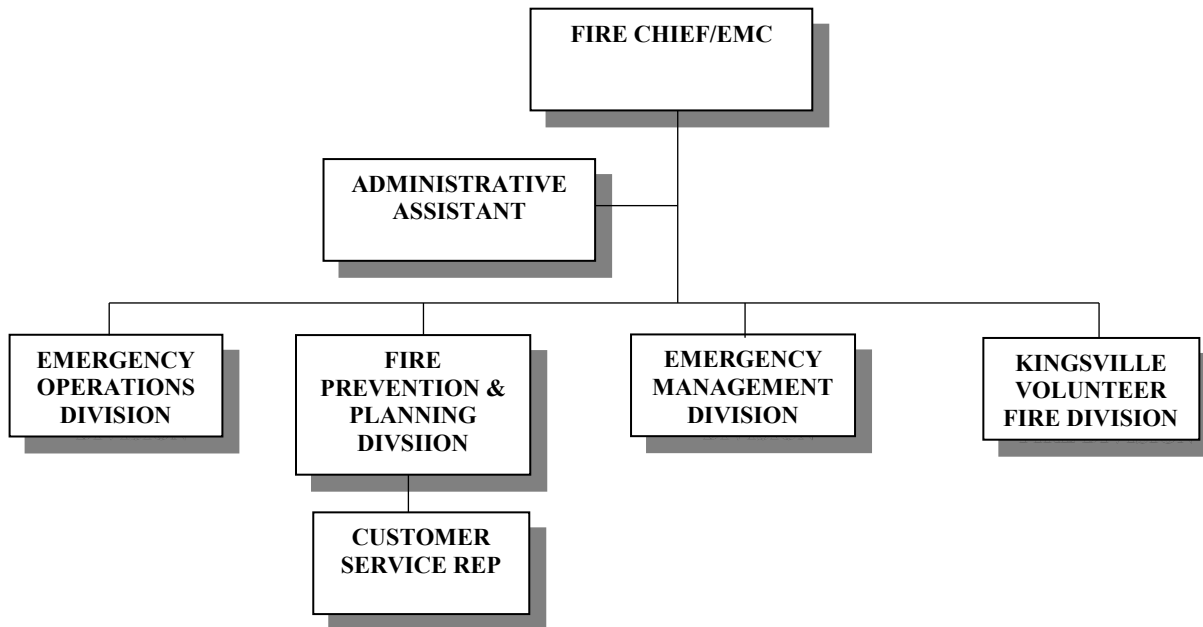 FIRE CHIEF/EMC
ADMINISTRATIVE
ASSISTANT
EMERGENCY
OPERATIONS
DIVISION
FIRE
PREVENTION &
PLANNING
DIVSIION
EMERGENCY
MANAGEMENT
DIVISION
KINGSVILLE
VOLUNTEER
FIRE DIVISION
CUSTOMER
SERVICE REP